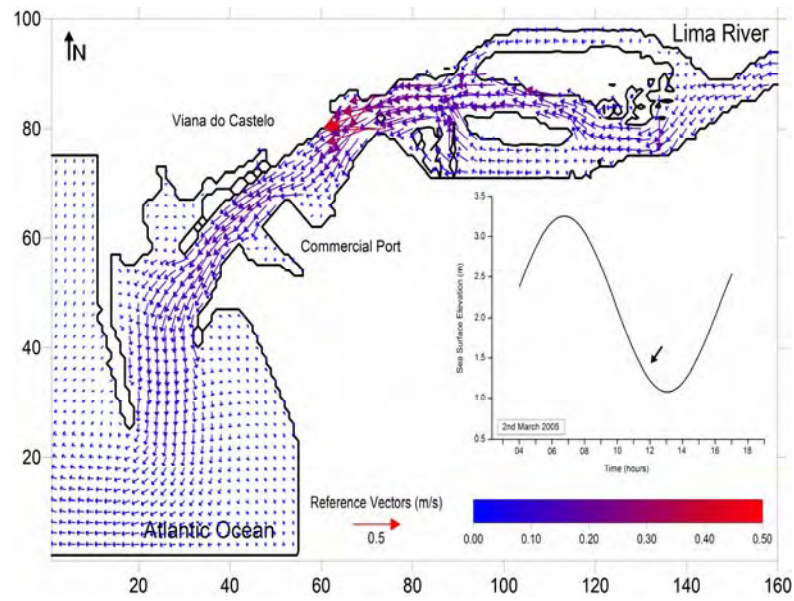 100
80
60
40
20
N
Lima River
Viana do Castelo
Commercial Port
Atlantic Ocean
Sea Surface Elevation (m)
3.5
3.0
2.5
2.0
1.5
1.0
0.5
2nd March 2005
04 06 08 10 12 14 16 18
Time (hours)
Reference Vectors (m/s)
0.5
0.00 0.10 0.20 0.30 0.40 0.50
20 40 60 80 100 120 140 160